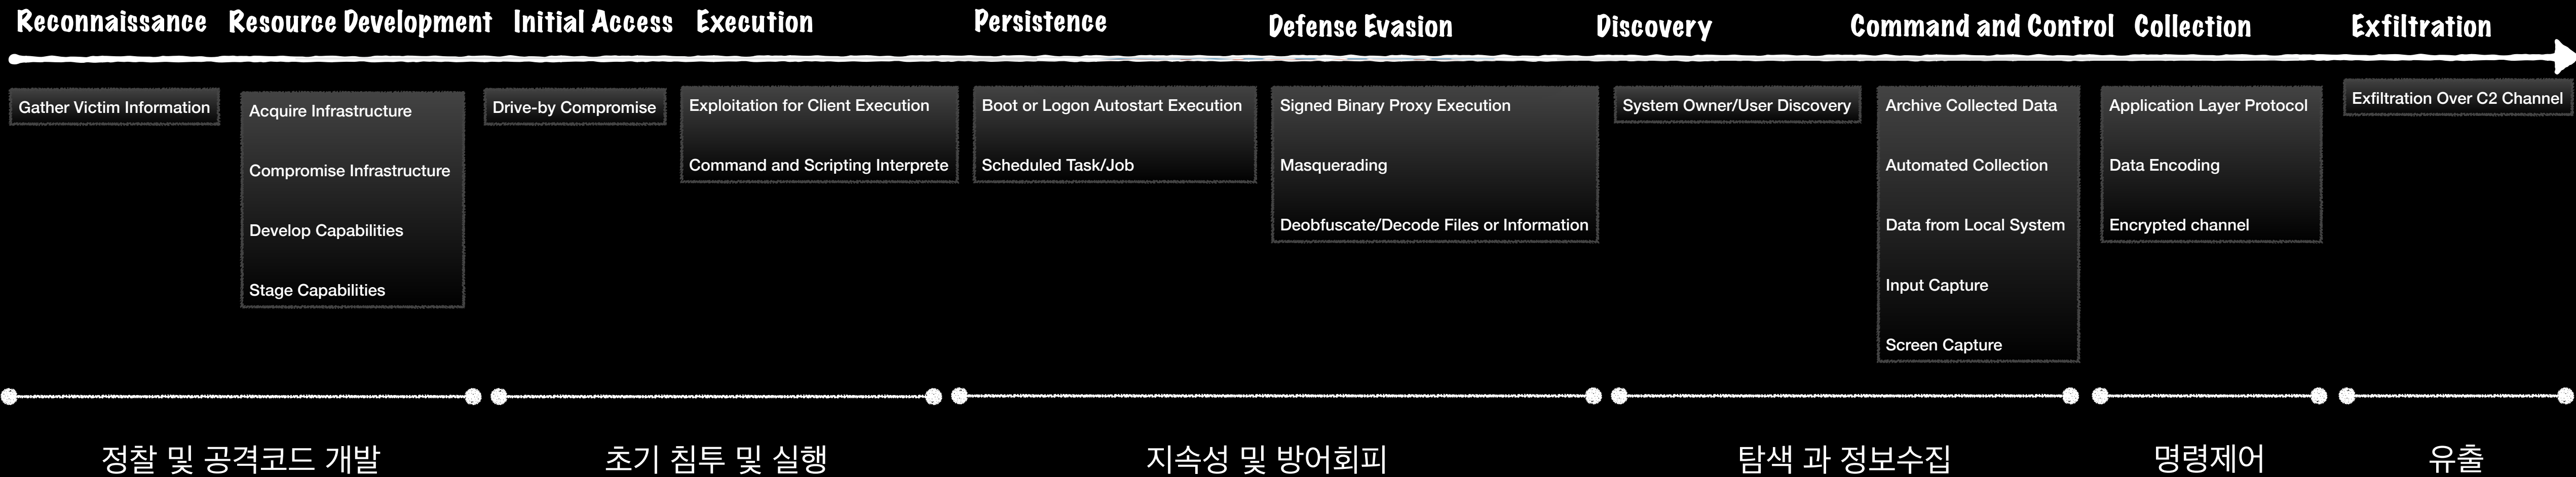 Reconnaissance
Resource Development
Initial Access
Execution
Persistence
Defense Evasion
Discovery
Command and Control
Collection
Exfiltration
Gather Victim Information
Acquire Infrastructure
Compromise Infrastructure
Develop Capabilities
Stage Capabilities
Drive-by Compromise
Exploitation for Client Execution
Command and Scripting Interprete
Boot or Logon Autostart Execution
Scheduled Task/Job
Signed Binary Proxy Execution
Masquerading
Deobfuscate/Decode Files or Information
System Owner/User Discovery
Archive Collected Data
Automated Collection
Data from Local System
Input Capture
Screen Capture
Application Layer Protocol
Data Encoding
Encrypted channel
Exfiltration Over C2 Channel
정찰 및 공격코드 개발
초기 침투 및 실행
지속성 및 방어회피
탐색 과 정보수집
명령제어
유출